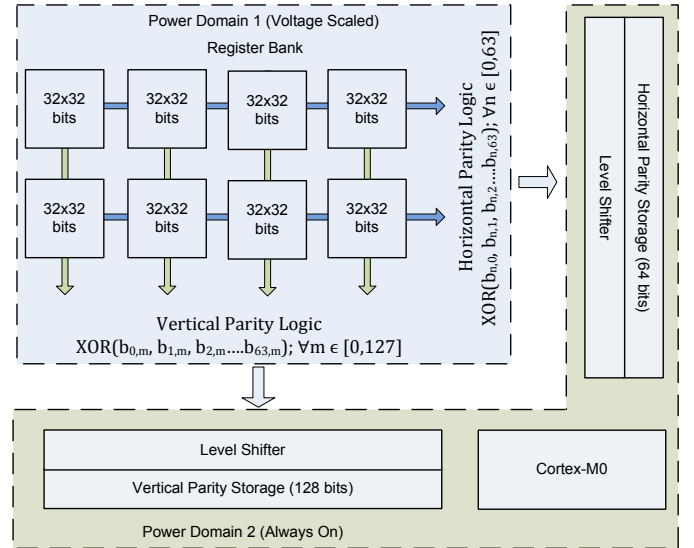 Power Domain 1 (Voltage Scaled)
Register Bank
32x32
bits
32x32
bits
32x32
bits
32x32
bits
32x32
bits
32x32
bits
32x32
bits
32x32
bits
Horizontal Parity Logic
XOR(bn,0, bn,1, bn,2....bn,63); ∀n ϵ [0,63]
Vertical Parity Logic
XOR(b0,m, b1,m, b2,m....b63,m); ∀m ϵ [0,127]
Level Shifter
Horizontal Parity Storage (64 bits)
Level Shifter
Vertical Parity Storage (128 bits)
Cortex-M0
Power Domain 2 (Always On)